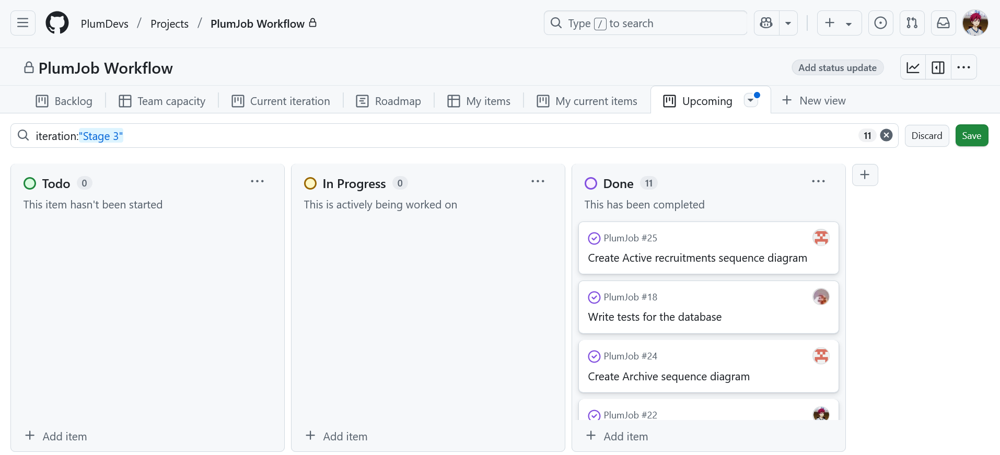 PlumDevs / Projects / PlumJob Workflow
Type / to search
PlumJob Workflow
Add status update
Backlog
Team capacity
Current iteration
Roadmap
My items
My current items
Upcoming
New view
iteration:"Stage 3"
11
Discard
Save
Todo 0
This item hasn't been started
Add item
In Progress 0
This is actively being worked on
Add item
Done 11
This has been completed
PlumJob #25
Create Active recruitments sequence diagram
PlumJob #18
Write tests for the database
PlumJob #24
Create Archive sequence diagram
PlumJob #22
Add item